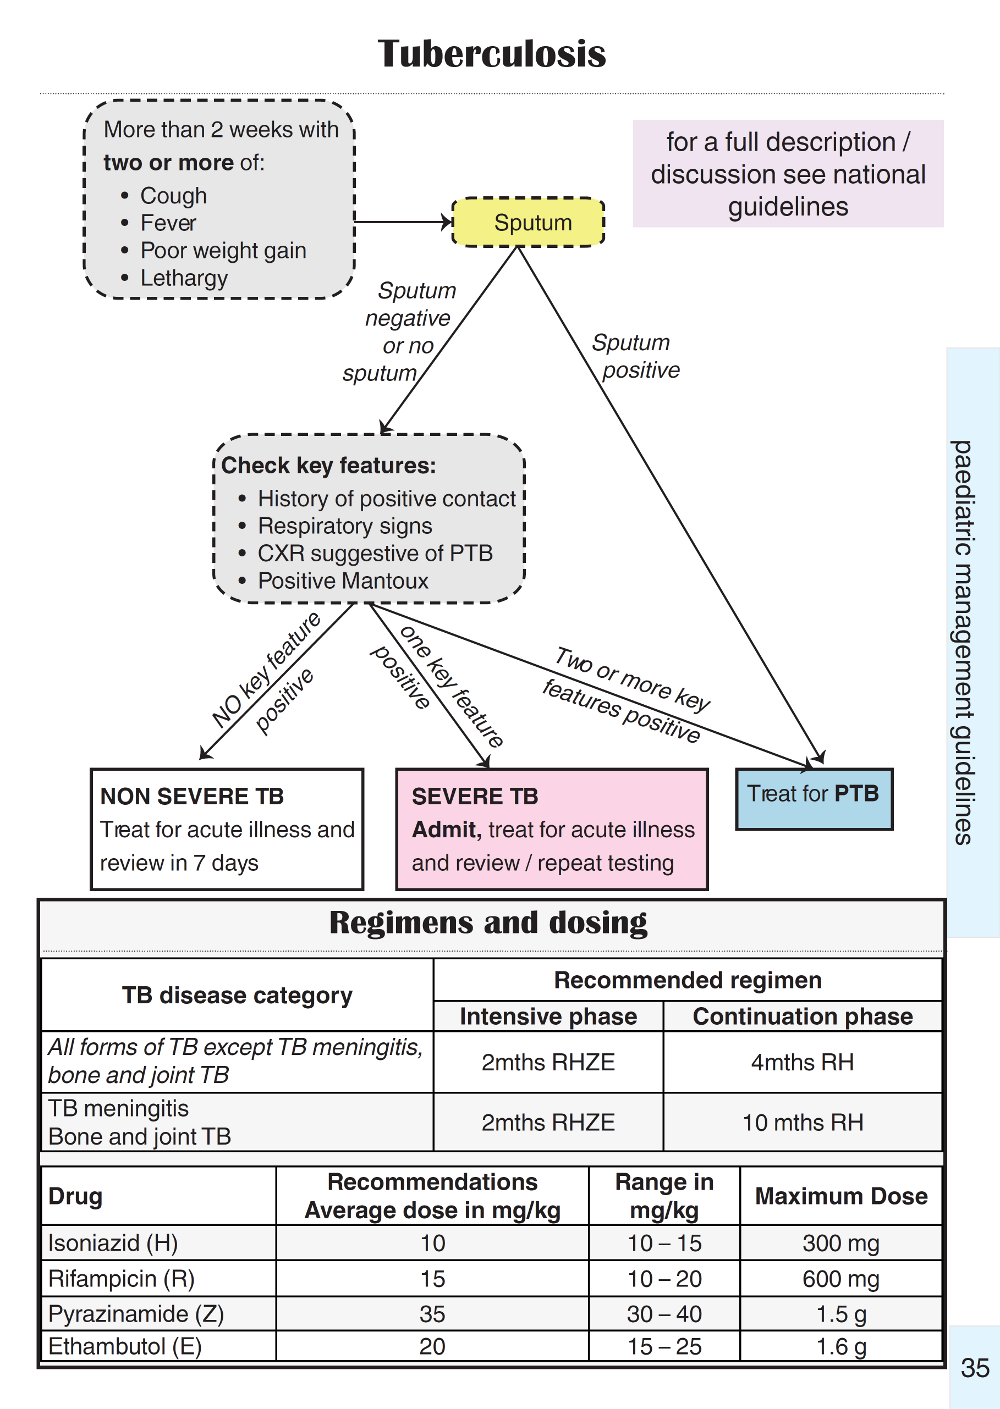 Tuberculosis
More than 2 weeks with
two or more of:
• Cough
• Fever
• Poor weight gain
• Lethargy
Sputum
for a full description /
discussion see national
guidelines
Sputum
negative
or no
sputum
Sputum
positive
Check key features:
• History of positive contact
• Respiratory signs
• CXR suggestive of PTB
• Positive Mantoux
NO key feature
positive
one key feature
positive
Two or more key
features positive
NON SEVERE TB
Treat for acute illness and
review in 7 days
SEVERE TB
Admit, treat for acute illness
and review / repeat testing
Treat for PTB
paediatric management guidelines
Regimens and dosing
TB disease category
Recommended regimen
Intensive phase
Continuation phase
All forms of TB except TB meningitis,
bone and joint TB
2mths RHZE
4mths RH
TB meningitis
Bone and joint TB
2mths RHZE
10 mths RH
Drug
Recommendations
Average dose in mg/kg
Range in
mg/kg
Maximum Dose
Isoniazid (H) 10 10 – 15 300 mg
Rifampicin (R) 15 10 – 20 600 mg
Pyrazinamide (Z) 35 30 – 40 1.5 g
Ethambutol (E) 20 15 – 25 1.6 g
35